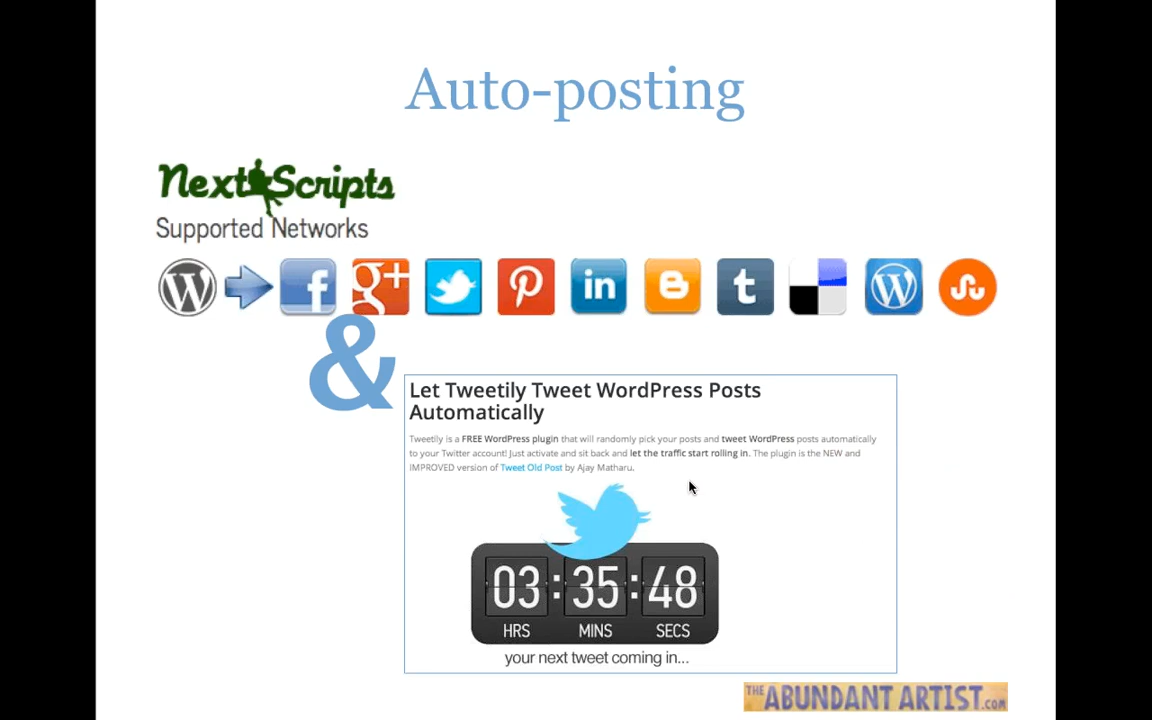 Auto-posting
Next Scripts
Supported Networks
W f g+ P in B t W
&
Let Tweetily Tweet WordPress Posts
Automatically
Tweetily is a FREE WordPress plugin that will randomly pick your posts and tweet WordPress posts automatically
to your Twitter account! Just activate and sit back and let the traffic start rolling in. The plugin is the NEW and
IMPROVED version of Tweet Old Post by Ajay Matharu.
03 : 35 : 48
HRS MINS SECS
your next tweet coming in...
THE ABUNDANT ARTIST.com